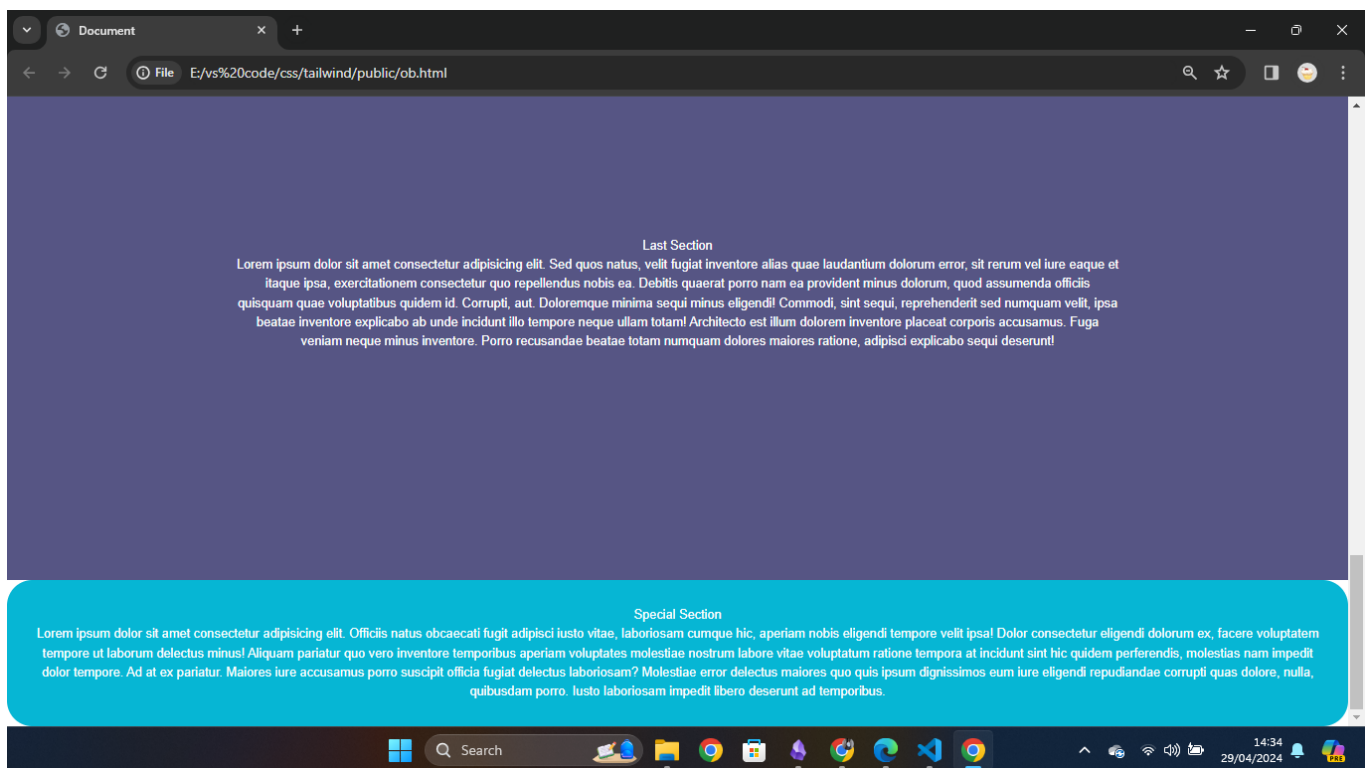 Document
File E:/vs%20code/css/tailwind/public/ob.html
Last Section
Lorem ipsum dolor sit amet consectetur adipisicing elit. Sed quos natus, velit fugiat inventore alias quae laudantium dolorum error, sit rerum vel iure eaque et
itaque ipsa, exercitationem consectetur quo repellendus nobis ea. Debitis quaerat porro nam ea provident minus dolorum, quod assumenda officiis
quisquam quae voluptatibus quidem id. Corrupti, aut. Doloremque minima sequi minus eligendi! Commodi, sint sequi, reprehenderit sed numquam velit, ipsa
beatae inventore explicabo ab unde incidunt illo tempore neque ullam totam! Architecto est illum dolorem inventore placeat corporis accusamus. Fuga
veniam neque minus inventore. Porro recusandae beatae totam numquam dolores maiores ratione, adipisci explicabo sequi deserunt!
Special Section
Lorem ipsum dolor sit amet consectetur adipisicing elit. Officiis natus obcaecati fugit adipisci iusto vitae, laboriosam cumque hic, aperiam nobis eligendi tempore velit ipsa! Dolor consectetur eligendi dolorum ex, facere voluptatem
tempore ut laborum delectus minus! Aliquam pariatur quo vero inventore temporibus aperiam voluptates molestiae nostrum labore vitae voluptatum ratione tempora at incidunt sint hic quidem perferendis, molestias nam impedit
dolor tempore. Ad at ex pariatur. Maiores iure accusamus porro suscipit officia fugiat delectus laboriosam? Molestiae error delectus maiores quo quis ipsum dignissimos eum iure eligendi repudiandae corrupti quas dolore, nulla,
quibusdam porro. Iusto laboriosam impedit libero deserunt ad temporibus.
Search
14:34
29/04/2024
PRE